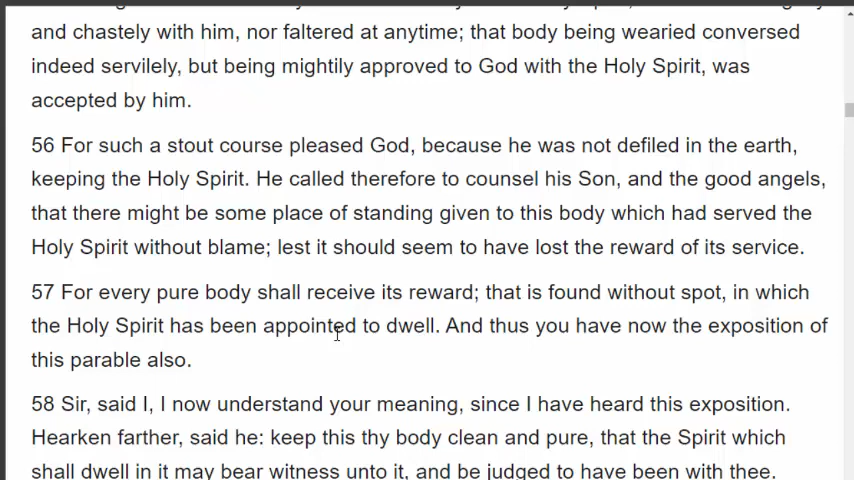 and chastely with him, nor faltered at anytime; that body being wearied conversed
indeed servilely, but being mightily approved to God with the Holy Spirit, was
accepted by him.
56 For such a stout course pleased God, because he was not defiled in the earth,
keeping the Holy Spirit. He called therefore to counsel his Son, and the good angels,
that there might be some place of standing given to this body which had served the
Holy Spirit without blame; lest it should seem to have lost the reward of its service.
57 For every pure body shall receive its reward; that is found without spot, in which
the Holy Spirit has been appointed to dwell. And thus you have now the exposition of
this parable also.
58 Sir, said I, I now understand your meaning, since I have heard this exposition.
Hearken farther, said he: keep this thy body clean and pure, that the Spirit which
shall dwell in it may bear witness unto it, and be judged to have been with thee.